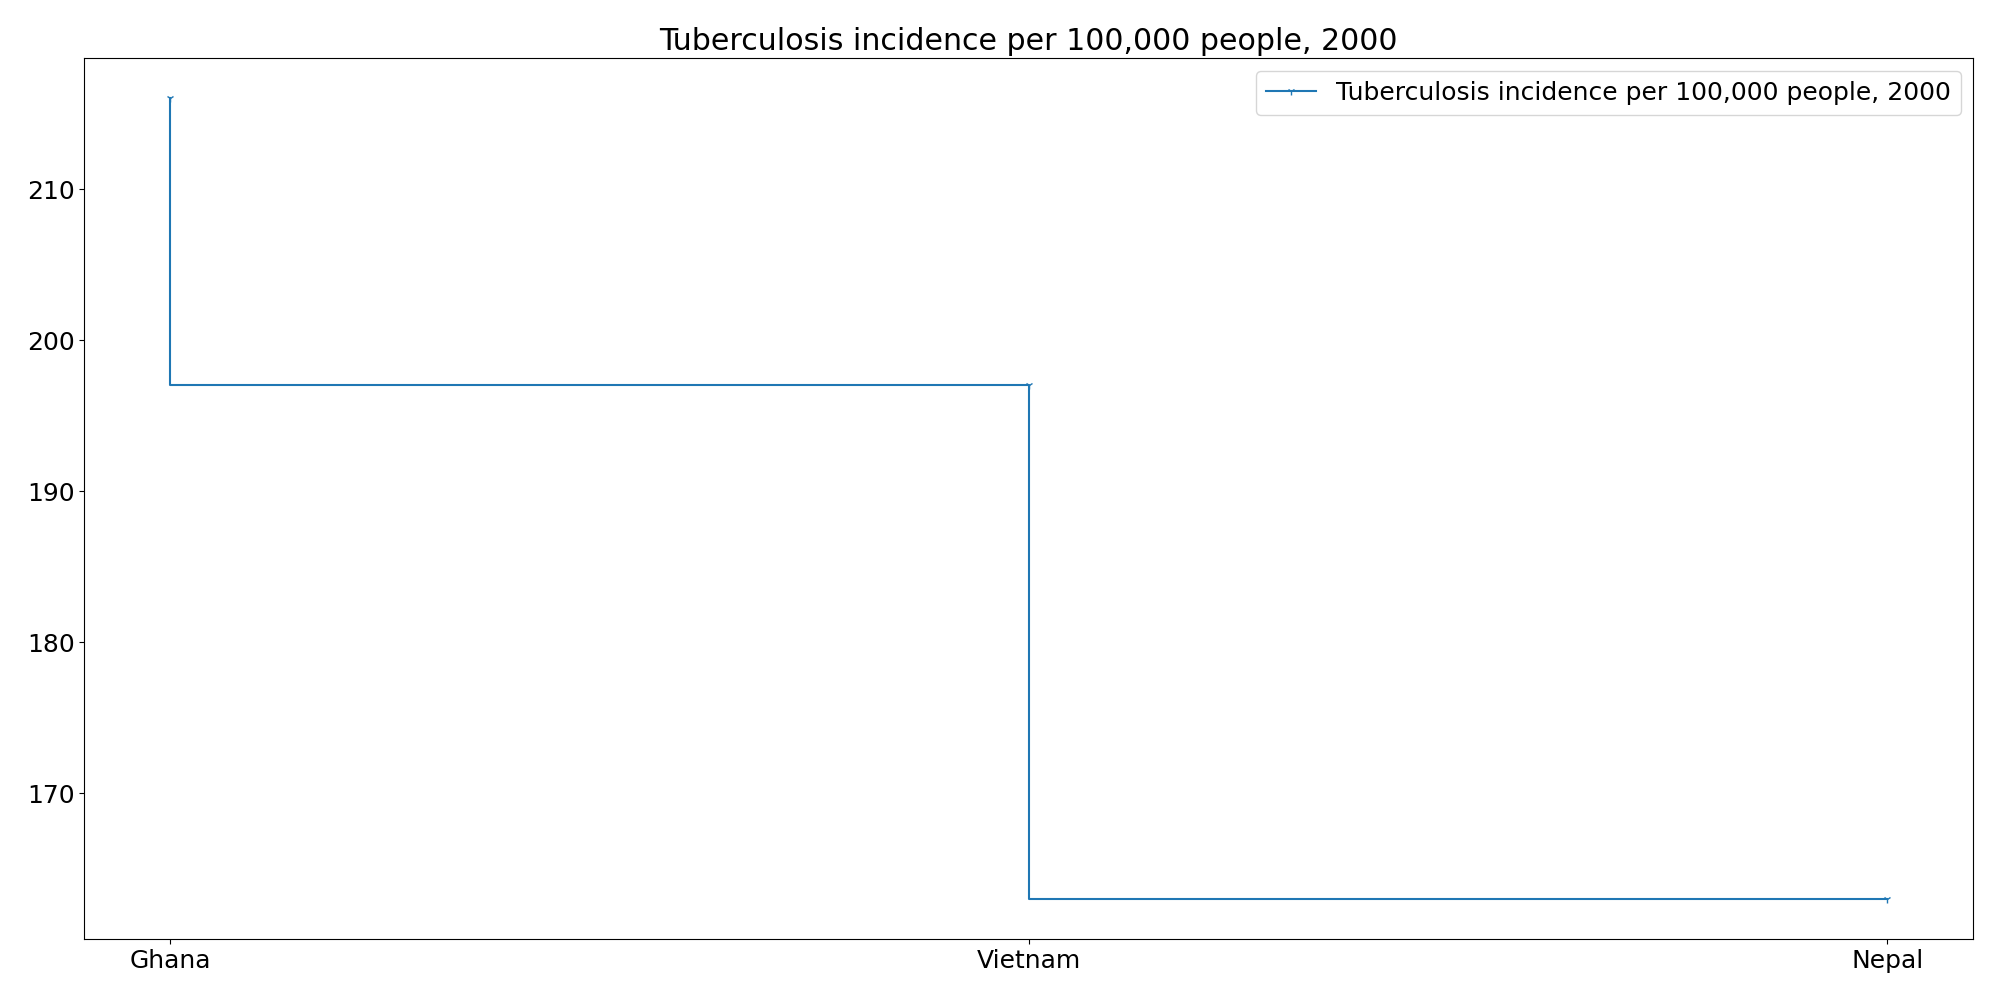 Tuberculosis incidence per 100,000 people, 2000
Tuberculosis incidence per 100,000 people, 2000
210
200
190
180
170
Ghana Vietnam Nepal